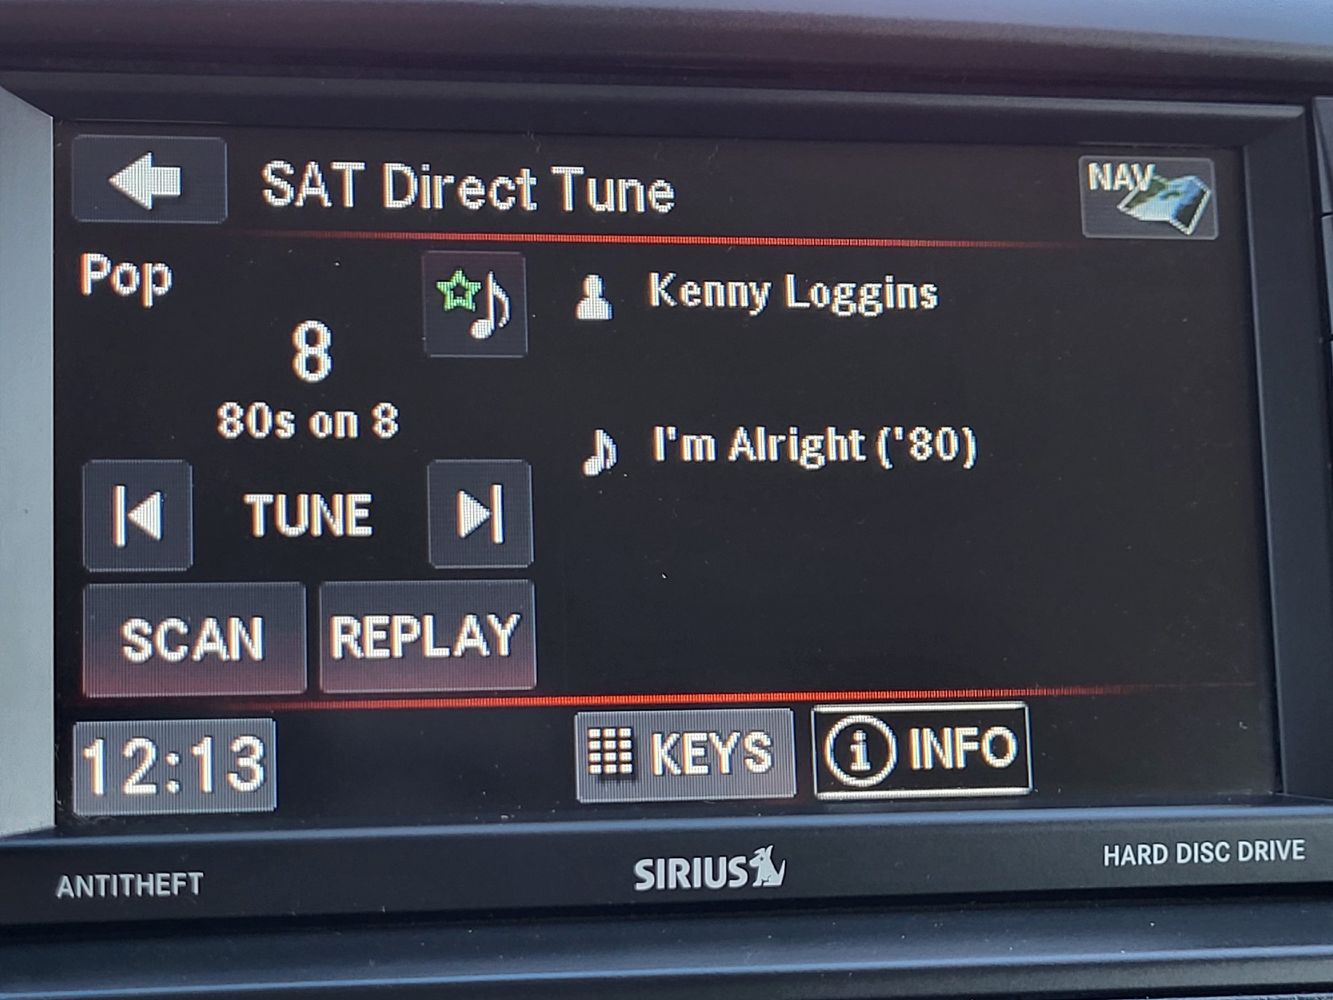 SAT Direct Tune
NAV
Pop
8
80s on 8
Kenny Loggins
I'm Alright ('80)
TUNE
SCAN
REPLAY
12:13
KEYS
i INFO
ANTITHEFT
SIRIUS
HARD DISC DRIVE